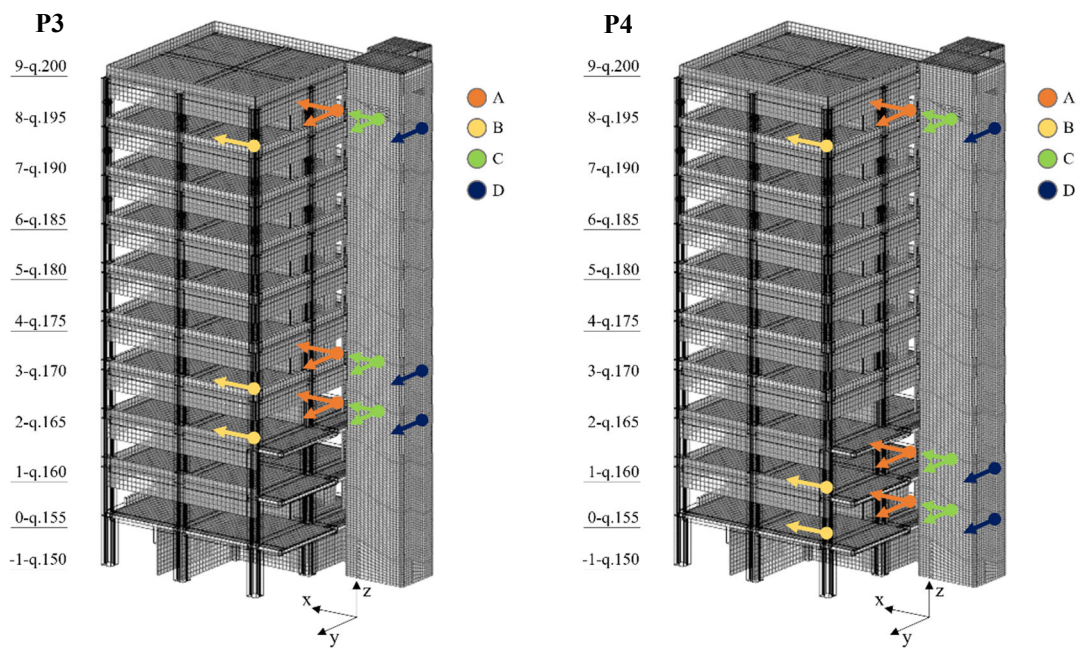 P3
9-q.200
8-q.195
7-q.190
6-q.185
5-q.180
4-q.175
3-q.170
2-q.165
1-q.160
0-q.155
-1-q.150
A
B
C
D
x
y
z
P4
9-q.200
8-q.195
7-q.190
6-q.185
5-q.180
4-q.175
3-q.170
2-q.165
1-q.160
0-q.155
-1-q.150
A
B
C
D
x
y
z